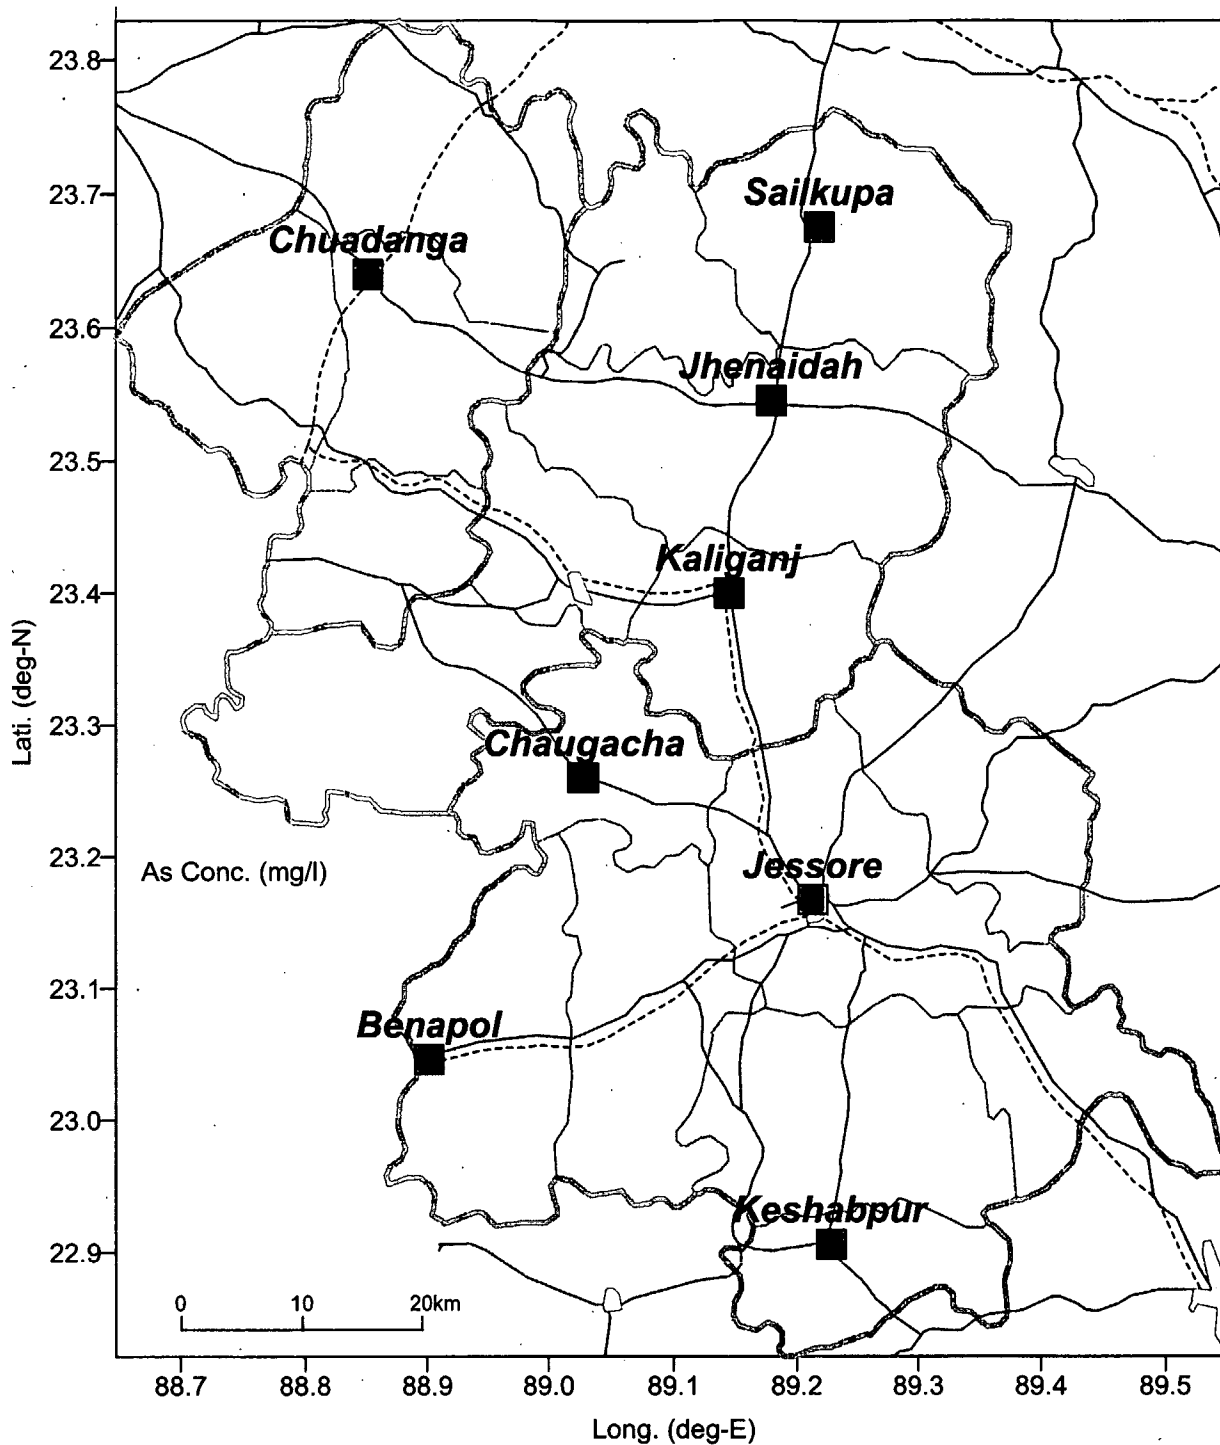 23.8
23.7
23.6
23.5
23.4
23.3
23.2
23.1
23.0
22.9
Lati. (deg-N)
Sailkupa
Chuadanga
Jhenaidah
Kaliganj
Chaugacha
As Conc. (mg/l)
Jessore
Benapol
Keshabpur
0 10 20km
88.7 88.8 88.9 89.0 89.1 89.2 89.3 89.4 89.5
Long. (deg-E)